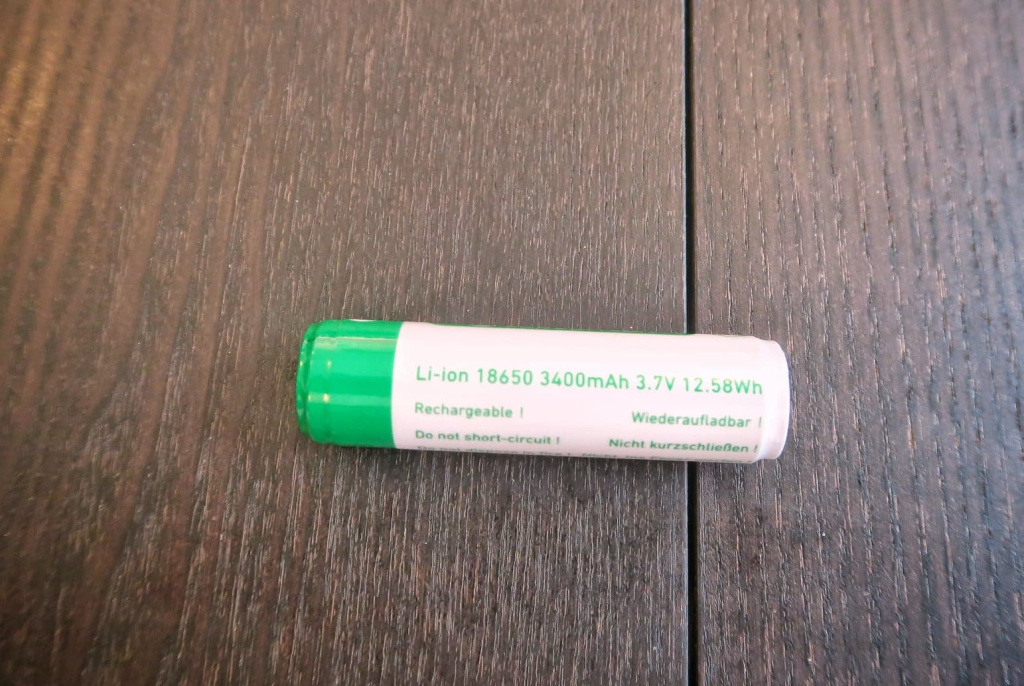 Li-ion 18650 3400mAh 3.7V 12.58Wh
Rechargeable ! Wiederaufladbar !
Do not short-circuit ! Nicht kurzschließen !